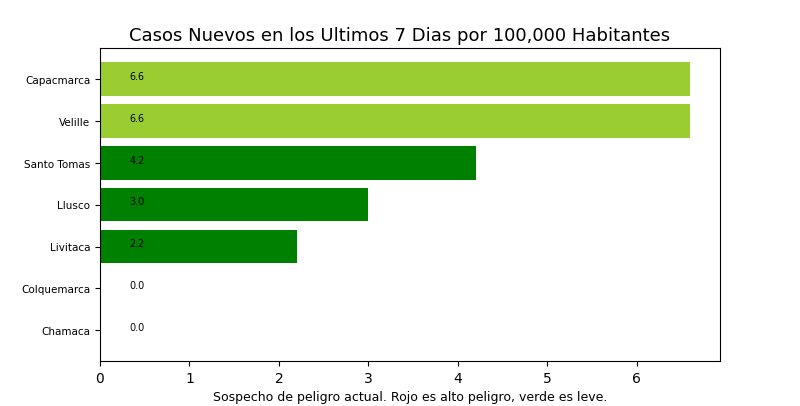 Casos Nuevos en los Ultimos 7 Dias por 100,000 Habitantes
Capacmarca 6.6
Velille 6.6
Santo Tomas 4.2
Llusco 3.0
Livitaca 2.2
Colquemarca 0.0
Chamaca 0.0
0 1 2 3 4 5 6
Sospecho de peligro actual. Rojo es alto peligro, verde es leve.